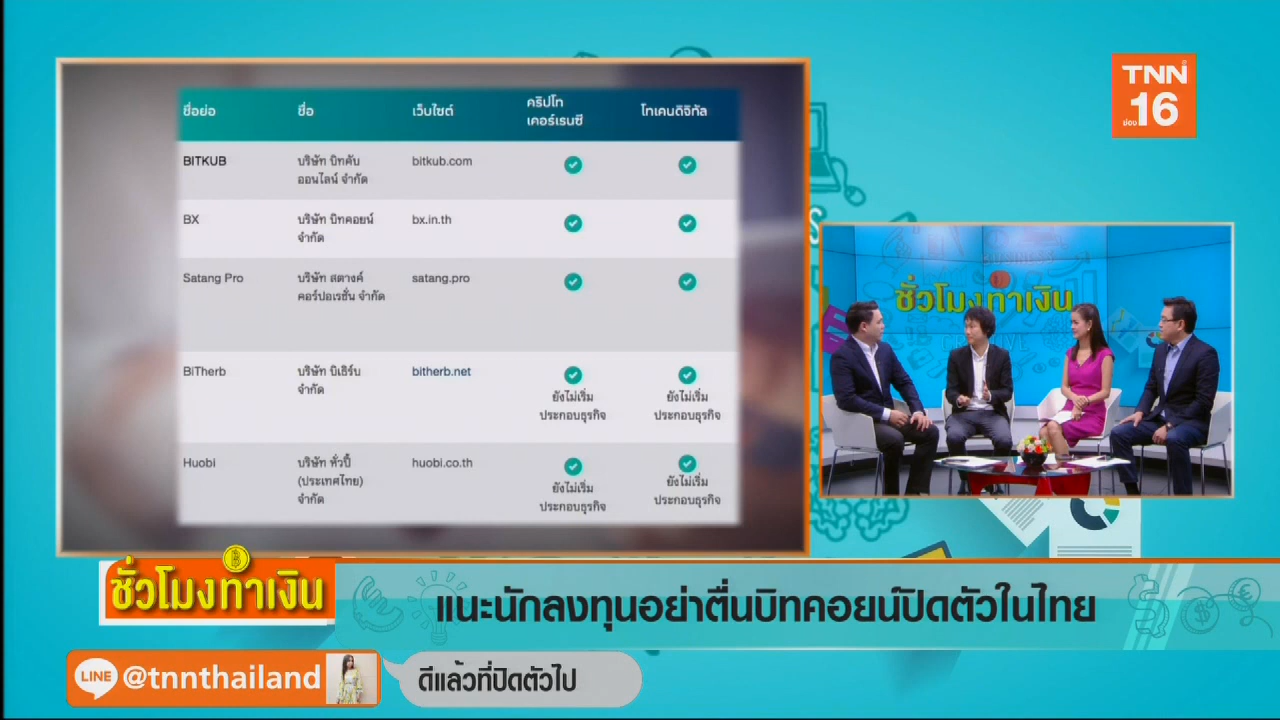 TNN
ช่อง 16
ชื่อย่อ ชื่อ เว็บไซต์ คริปโท โทเคนดิจิทัล
เคอร์เรนซี
BITKUB บริษัท บิทคับ bitkub.com
ออนไลน์ จำกัด
BX บริษัท บิทคอยน์ bx.in.th
จำกัด
Satang Pro บริษัท สตางค์ satang.pro
คอร์ปอเรชั่น จำกัด
BiTherb บริษัท บิเธิร์บ bitherb.net
จำกัด
ยังไม่เริ่ม ยังไม่เริ่ม
ประกอบธุรกิจ ประกอบธุรกิจ
Huobi บริษัท หั่วปี้ huobi.co.th
(ประเทศไทย)
จำกัด
ยังไม่เริ่ม ยังไม่เริ่ม
ประกอบธุรกิจ ประกอบธุรกิจ
ชั่วโมงทำเงิน
ชั่วโมงทำเงิน
แนะนักลงทุนอย่าตื่นบิทคอยน์ปิดตัวในไทย
LINE @tnnthailand
ดีแล้วที่ปิดตัวไป